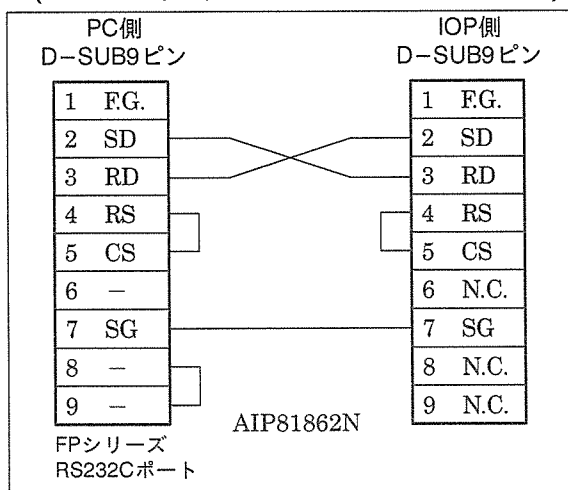 PC側
D-SUB9ピン
IOP側
D-SUB9ピン
1 F.G.
2 SD
3 RD
4 RS
5 CS
6 −
7 SG
8 −
9 −
1 F.G.
2 SD
3 RD
4 RS
5 CS
6 N.C.
7 SG
8 N.C.
9 N.C.
AIP81862N
FPシリーズ
RS232Cポート